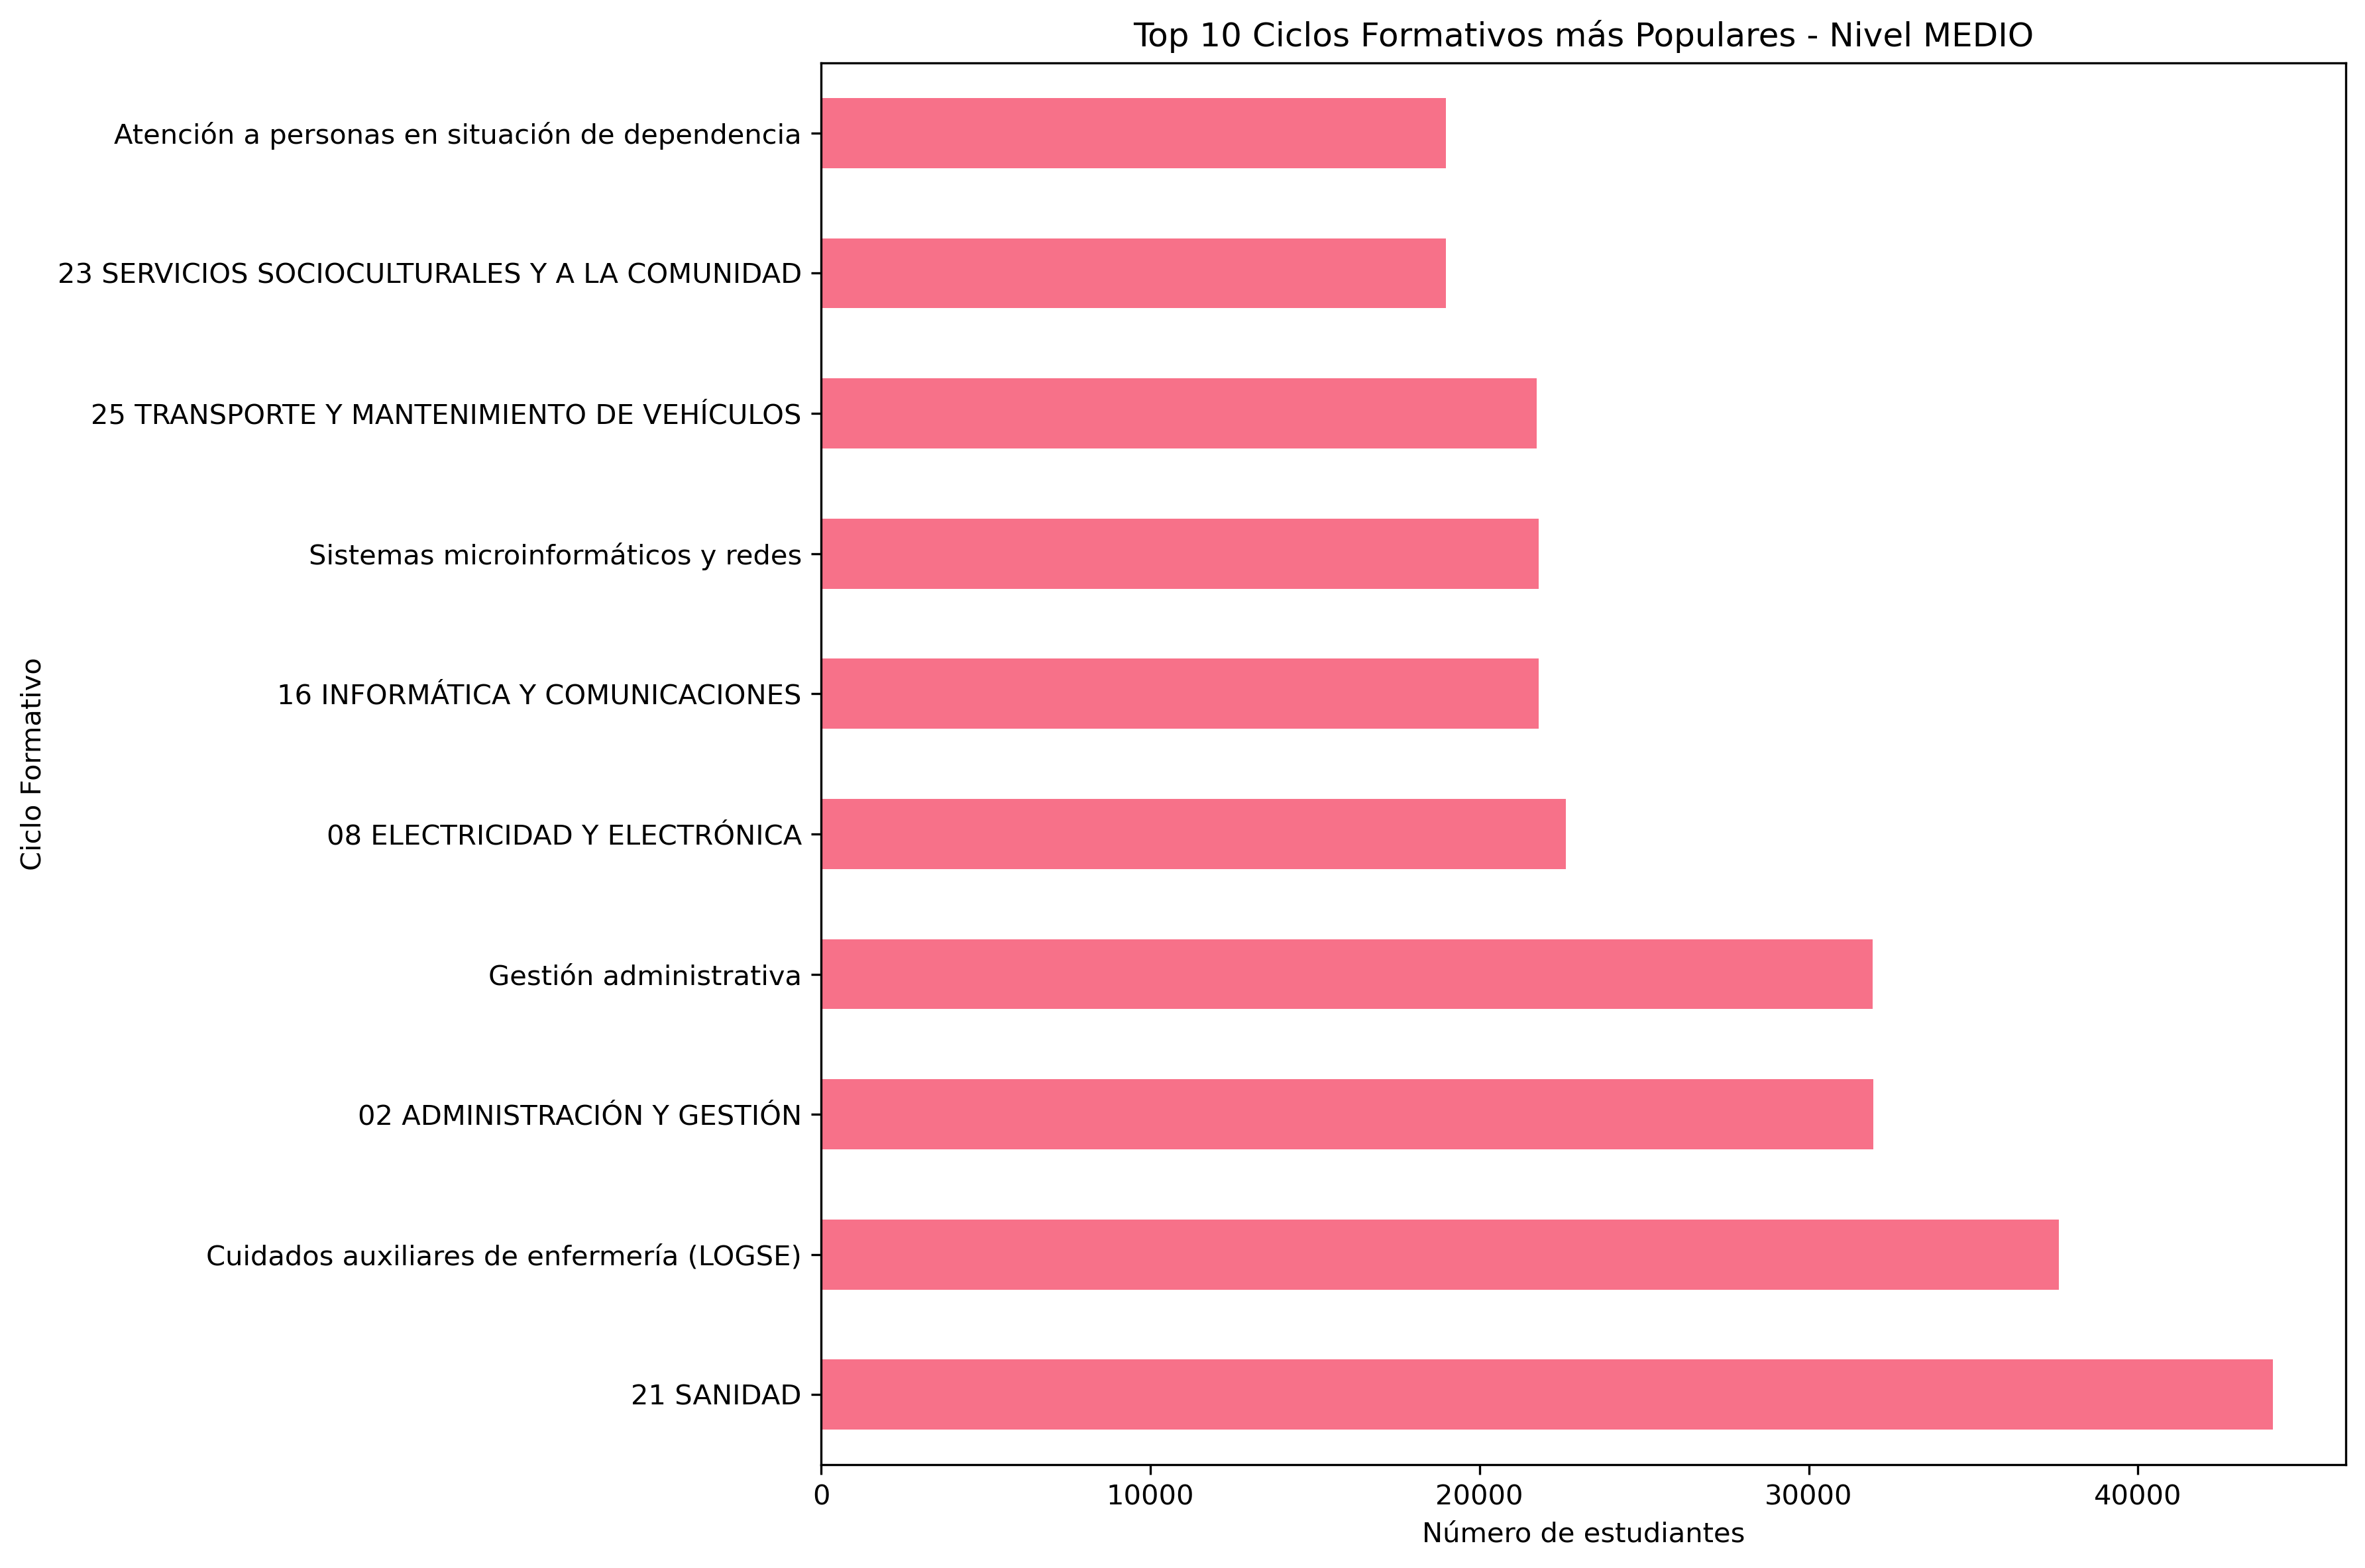 Top 10 Ciclos Formativos más Populares - Nivel MEDIO
Atención a personas en situación de dependencia
23 SERVICIOS SOCIOCULTURALES Y A LA COMUNIDAD
25 TRANSPORTE Y MANTENIMIENTO DE VEHÍCULOS
Sistemas microinformáticos y redes
16 INFORMÁTICA Y COMUNICACIONES
08 ELECTRICIDAD Y ELECTRÓNICA
Gestión administrativa
02 ADMINISTRACIÓN Y GESTIÓN
Cuidados auxiliares de enfermería (LOGSE)
21 SANIDAD
Ciclo Formativo
0 10000 20000 30000 40000
Número de estudiantes